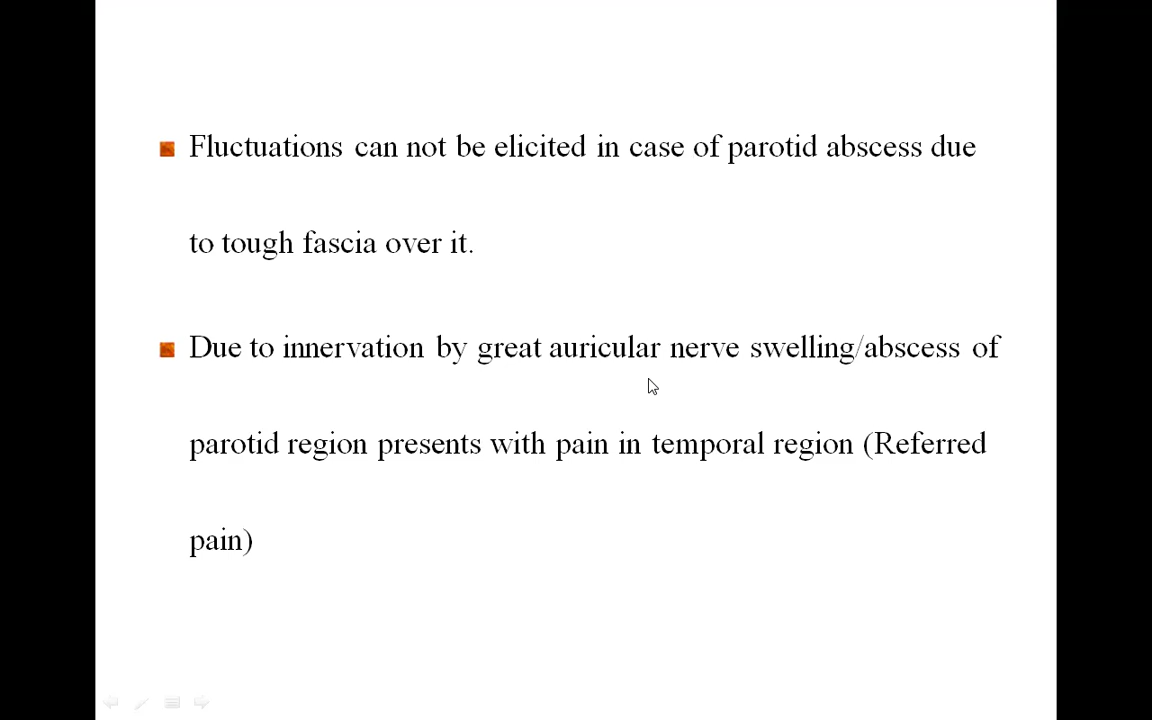 Fluctuations can not be elicited in case of parotid abscess due
to tough fascia over it.
Due to innervation by great auricular nerve swelling/abscess of
parotid region presents with pain in temporal region (Referred
pain)